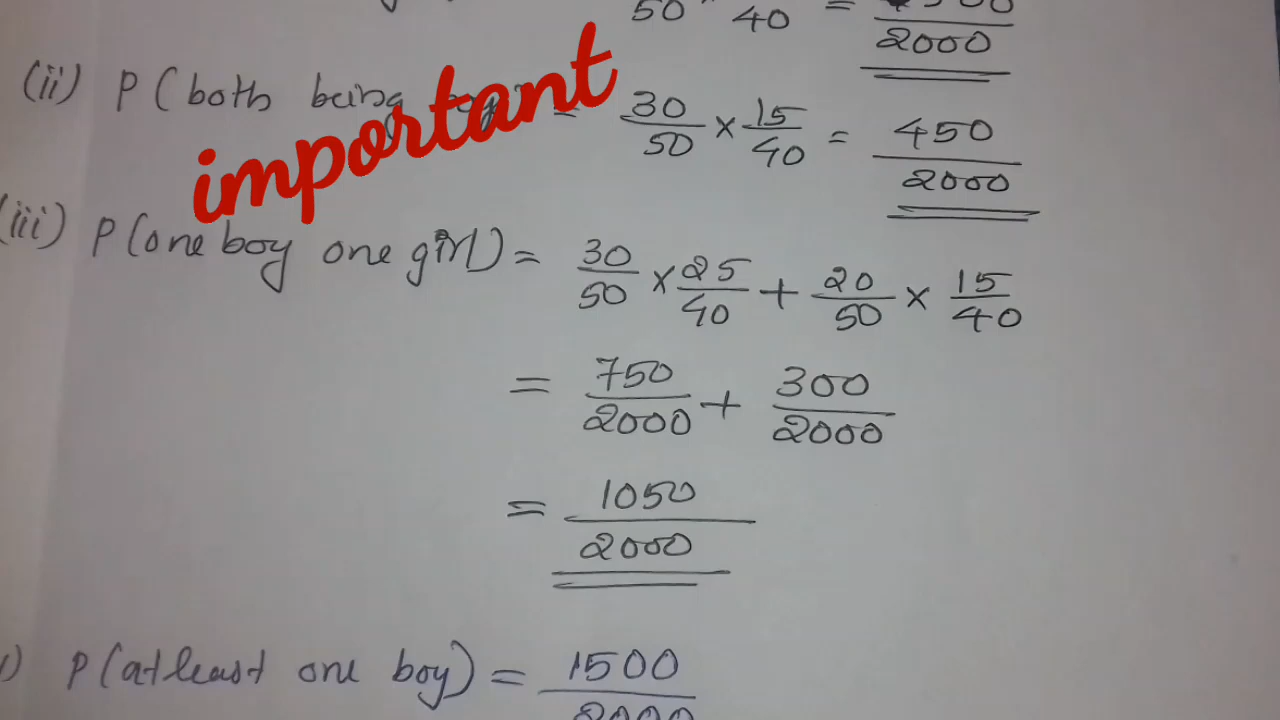 50 40 = 2000
(ii) P(both being = 30/50 × 15/40 = 450/2000
important
(iii) P(one boy one girl) = 30/50 × 25/40 + 20/50 × 15/40
= 750/2000 + 300/2000
= 1050/2000
) P(atleast one boy) = 1500/2000